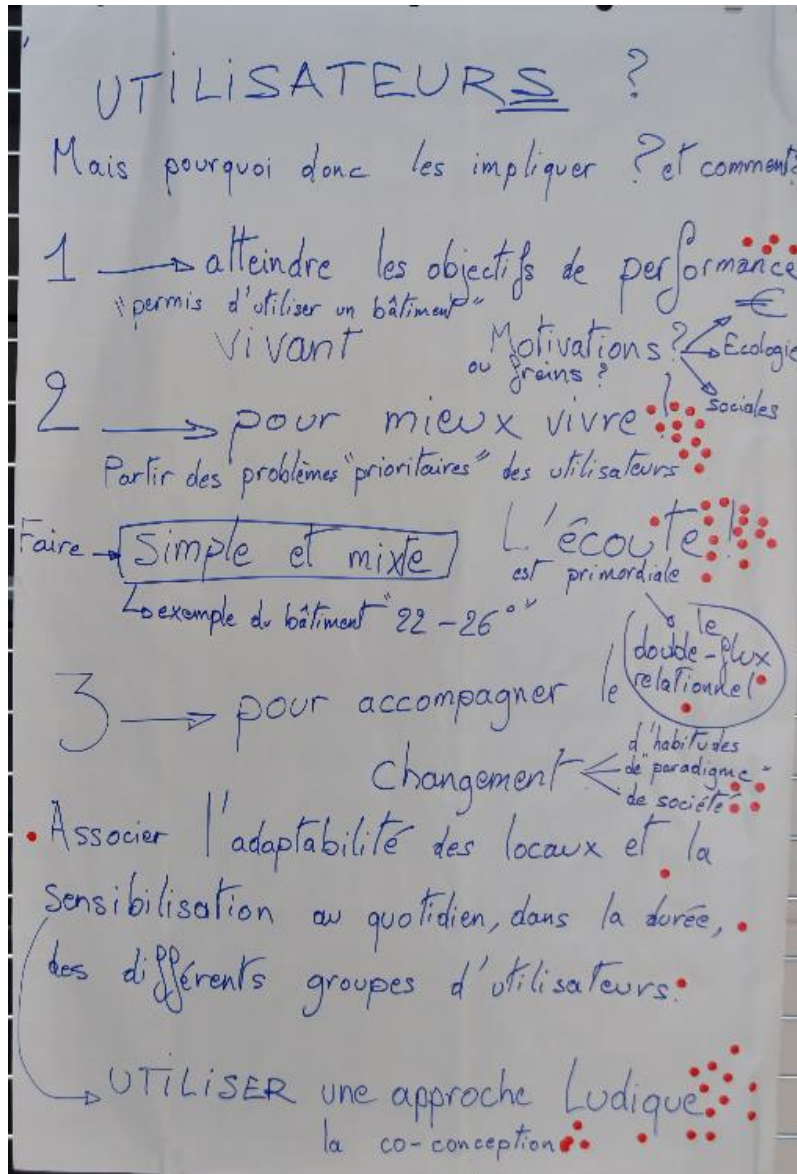 UTILISATEURS ?
Mais pourquoi donc les impliquer ? et comment?
1 → atteindre les objectifs de performance
"permis d'utiliser un bâtiment"
vivant
Motivations ?
ou freins ?
€
Ecologie
sociales
2 → pour mieux vivre !
Partir des problèmes "prioritaires" des utilisateurs
Faire → Simple et mixte
L'écoute !
est primordiale
↳ exemple du bâtiment "22-26°"
le
double-flux
relationnel
3 → pour accompagner le
changement
d'habitudes
de "paradigme"
de société
Associer l'adaptabilité des locaux et la
sensibilisation au quotidien, dans la durée,
des différents groupes d'utilisateurs.
→ UTILISER une approche Ludique
la co-conception